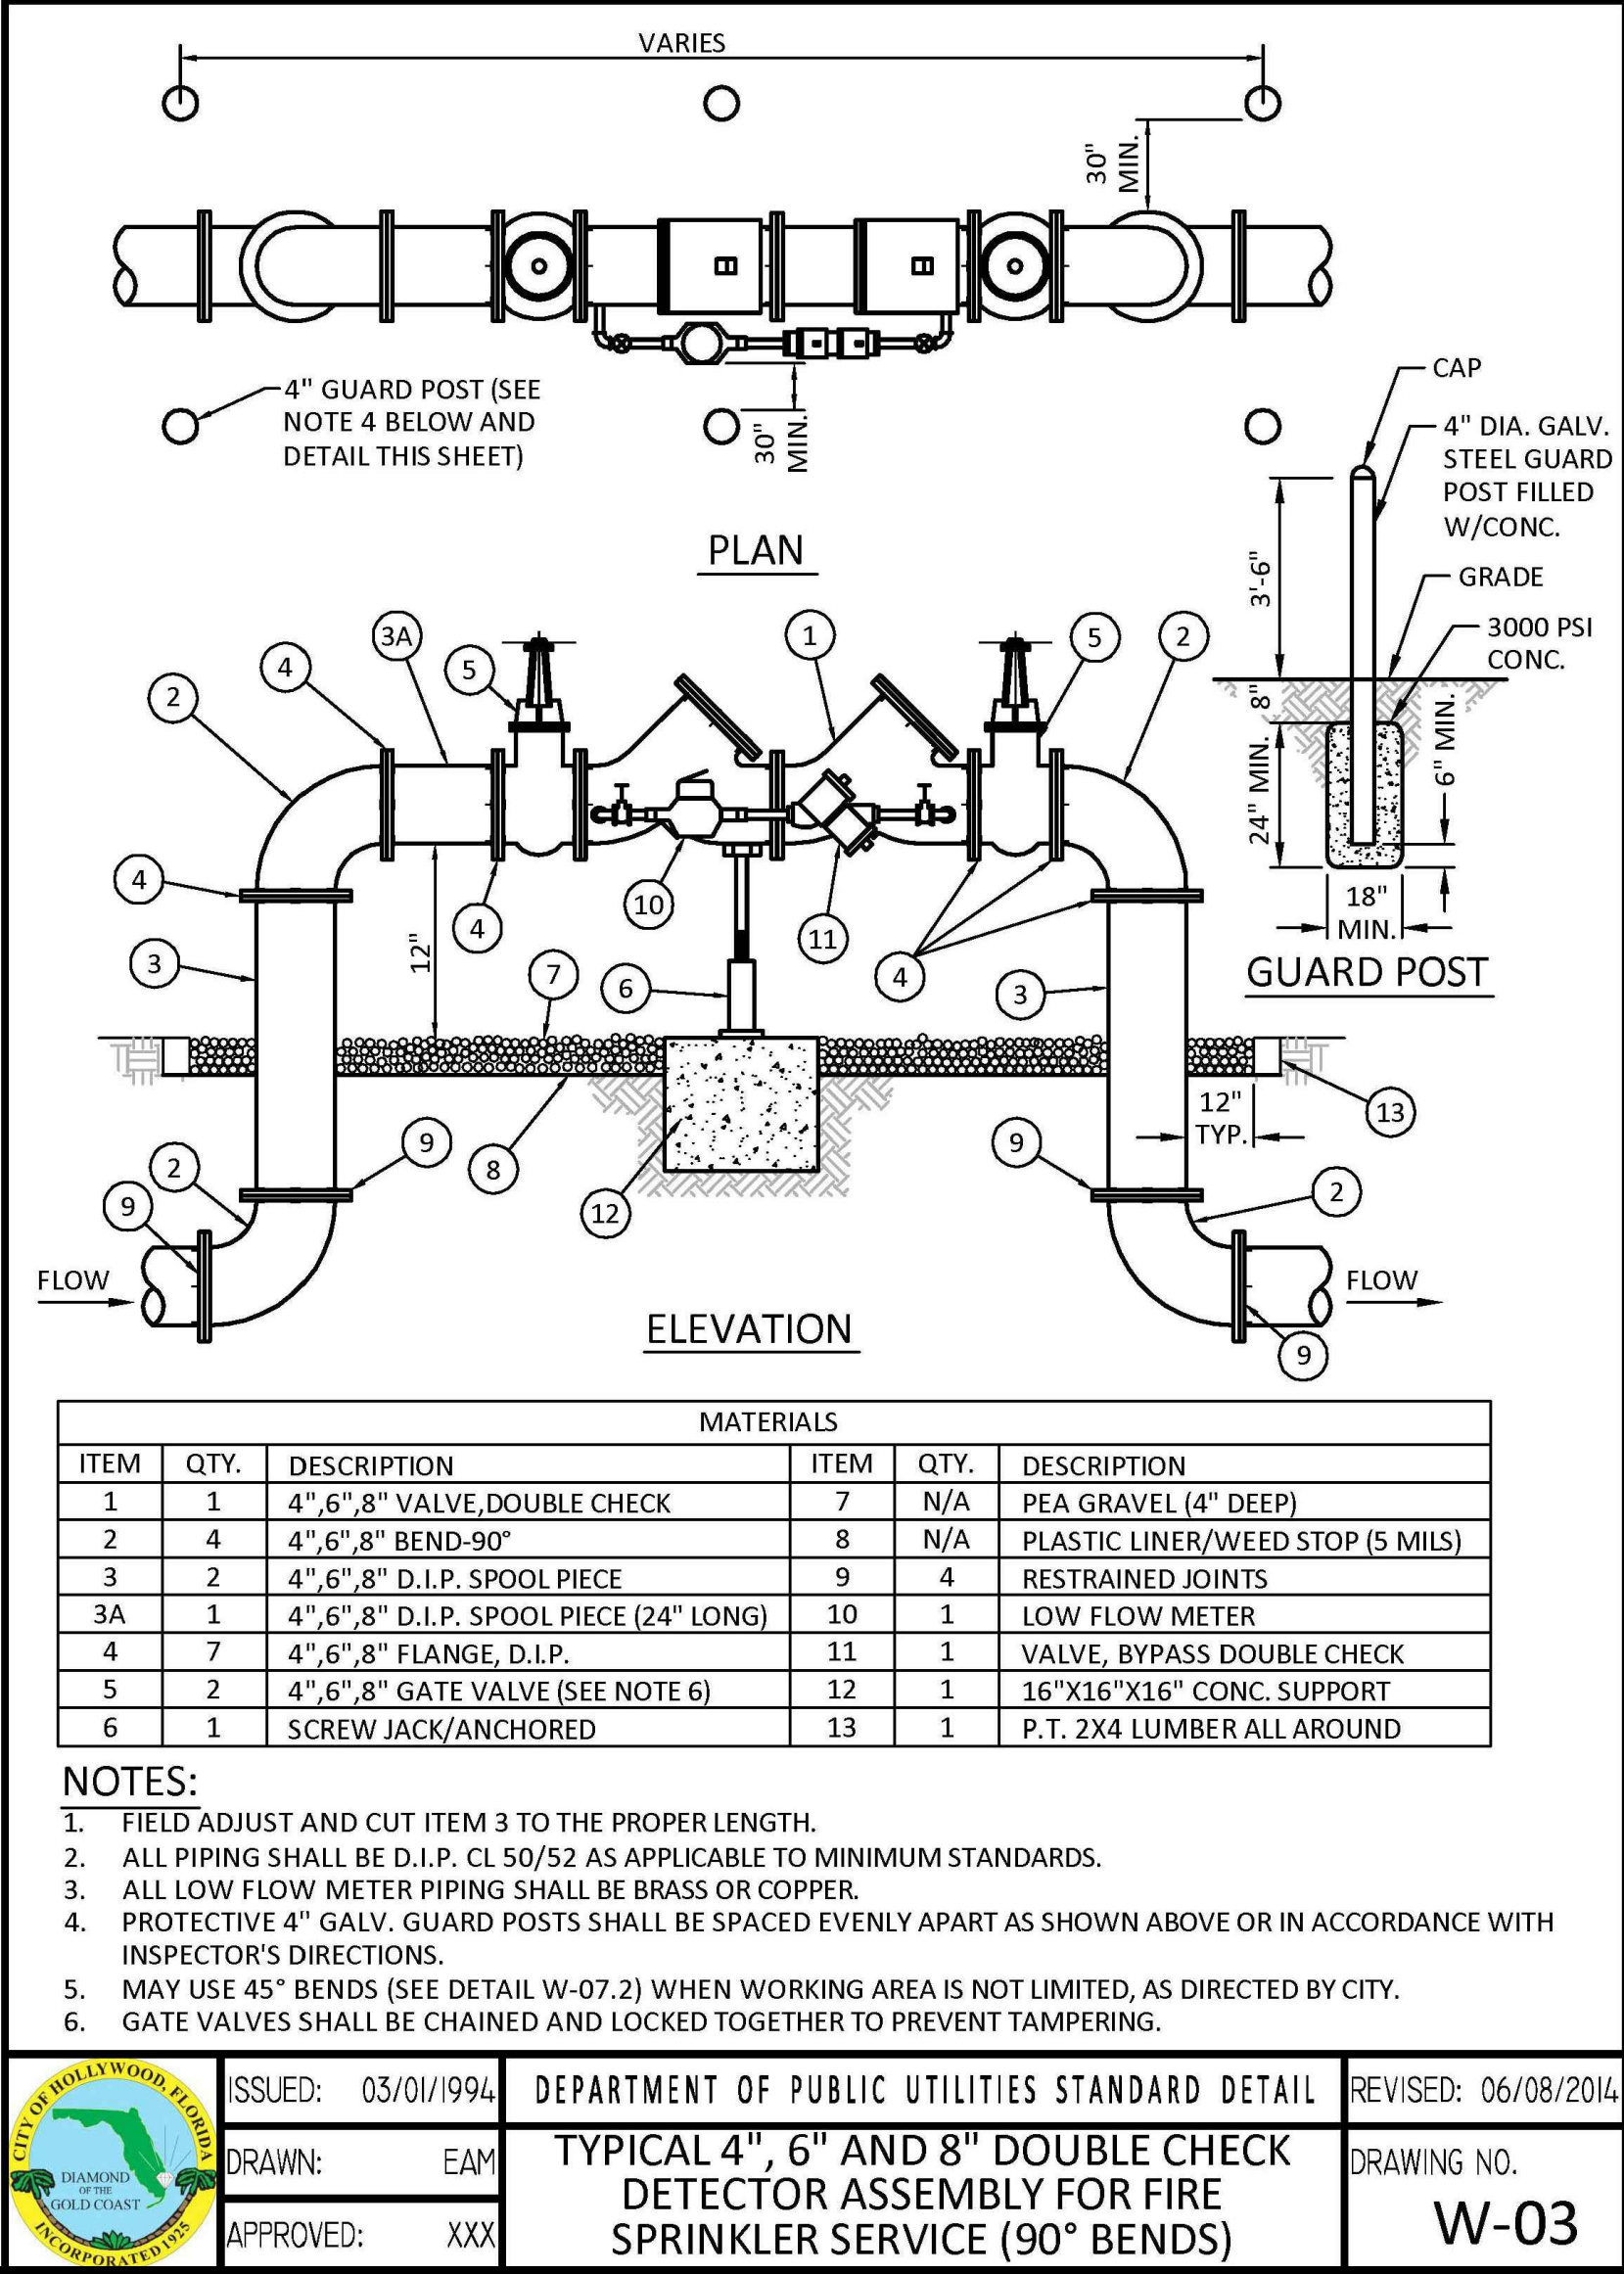 VARIES
30" MIN.
4" GUARD POST (SEE
NOTE 4 BELOW AND
DETAIL THIS SHEET)
30" MIN.
PLAN
CAP
4" DIA. GALV.
STEEL GUARD
POST FILLED
W/CONC.
GRADE
3000 PSI
CONC.
3'-6"
8"
24" MIN.
6" MIN.
18"
MIN.
GUARD POST
2
4
3A
5
1
5
2
4
3
4
10
11
4
3
12"
7
6
12"
TYP.
13
2
9
9
8
12
9
2
9
FLOW
FLOW
ELEVATION
MATERIALS
ITEM QTY. DESCRIPTION ITEM QTY. DESCRIPTION
1 1 4",6",8" VALVE,DOUBLE CHECK 7 N/A PEA GRAVEL (4" DEEP)
2 4 4",6",8" BEND-90° 8 N/A PLASTIC LINER/WEED STOP (5 MILS)
3 2 4",6",8" D.I.P. SPOOL PIECE 9 4 RESTRAINED JOINTS
3A 1 4",6",8" D.I.P. SPOOL PIECE (24" LONG) 10 1 LOW FLOW METER
4 7 4",6",8" FLANGE, D.I.P. 11 1 VALVE, BYPASS DOUBLE CHECK
5 2 4",6",8" GATE VALVE (SEE NOTE 6) 12 1 16"X16"X16" CONC. SUPPORT
6 1 SCREW JACK/ANCHORED 13 1 P.T. 2X4 LUMBER ALL AROUND
NOTES:
1. FIELD ADJUST AND CUT ITEM 3 TO THE PROPER LENGTH.
2. ALL PIPING SHALL BE D.I.P. CL 50/52 AS APPLICABLE TO MINIMUM STANDARDS.
3. ALL LOW FLOW METER PIPING SHALL BE BRASS OR COPPER.
4. PROTECTIVE 4" GALV. GUARD POSTS SHALL BE SPACED EVENLY APART AS SHOWN ABOVE OR IN ACCORDANCE WITH
INSPECTOR'S DIRECTIONS.
5. MAY USE 45° BENDS (SEE DETAIL W-07.2) WHEN WORKING AREA IS NOT LIMITED, AS DIRECTED BY CITY.
6. GATE VALVES SHALL BE CHAINED AND LOCKED TOGETHER TO PREVENT TAMPERING.
CITY OF HOLLYWOOD, FLORIDA
DIAMOND
OF THE
GOLD COAST
INCORPORATED 1925
ISSUED: 03/01/1994
DRAWN: EAM
APPROVED: XXX
DEPARTMENT OF PUBLIC UTILITIES STANDARD DETAIL
TYPICAL 4", 6" AND 8" DOUBLE CHECK
DETECTOR ASSEMBLY FOR FIRE
SPRINKLER SERVICE (90° BENDS)
REVISED: 06/08/2014
DRAWING NO.
W-03